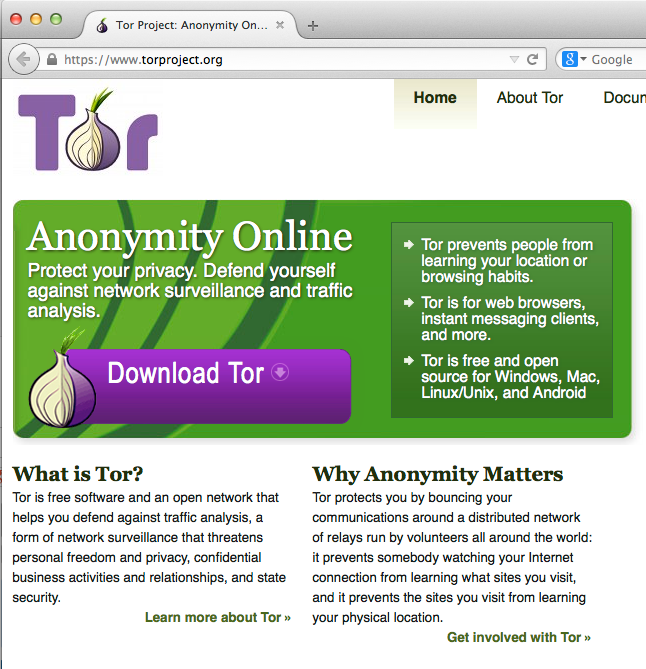 Tor Project: Anonymity On...
https://www.torproject.org
Google
Tor
Home
About Tor
Anonymity Online
Protect your privacy. Defend yourself
against network surveillance and traffic
analysis.
Download Tor
Tor prevents people from
learning your location or
browsing habits.
Tor is for web browsers,
instant messaging clients,
and more.
Tor is free and open
source for Windows, Mac,
Linux/Unix, and Android
What is Tor?
Tor is free software and an open network that
helps you defend against traffic analysis, a
form of network surveillance that threatens
personal freedom and privacy, confidential
business activities and relationships, and state
security.
Learn more about Tor »
Why Anonymity Matters
Tor protects you by bouncing your
communications around a distributed network
of relays run by volunteers all around the world:
it prevents somebody watching your Internet
connection from learning what sites you visit,
and it prevents the sites you visit from learning
your physical location.
Get involved with Tor »